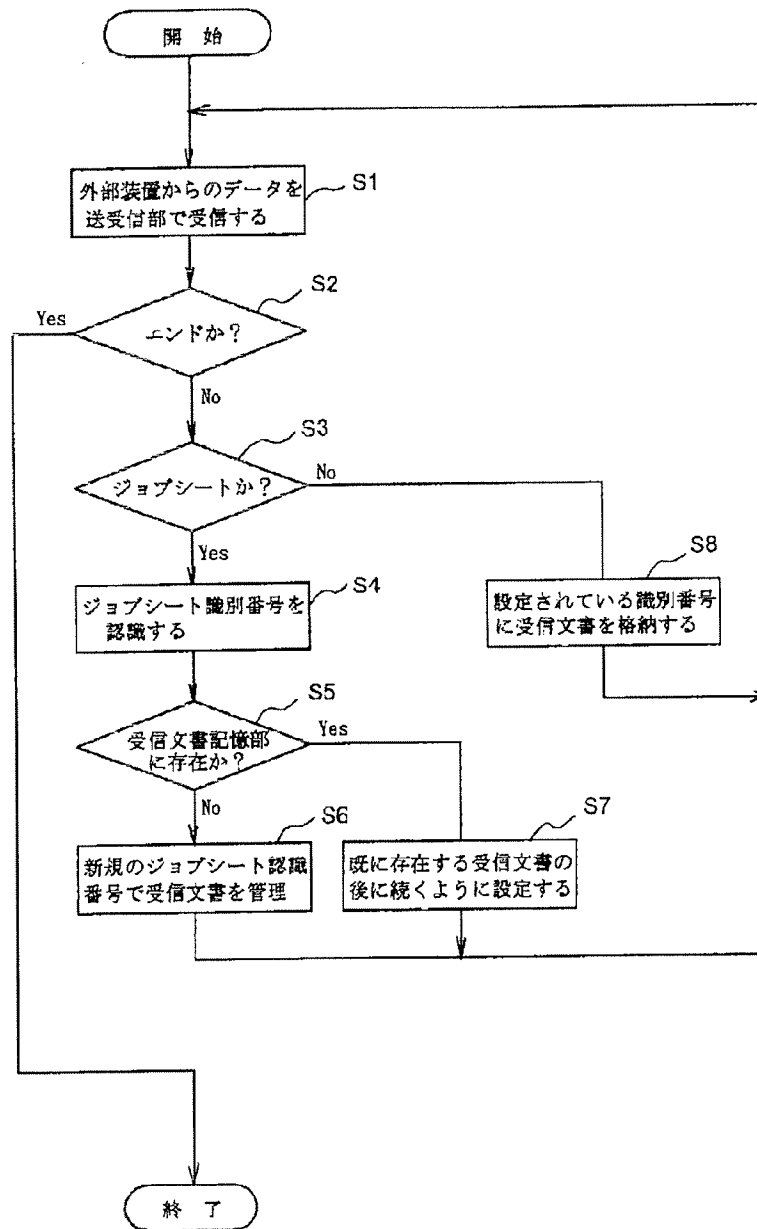 開 始
外部装置からのデータを
送受信部で受信する
S1
S2
エンドか？
Yes
No
S3
ジョブシートか？
No
Yes
S4
ジョブシート識別番号を
認識する
S8
設定されている識別番号
に受信文書を格納する
S5
受信文書記憶部
に存在か？
Yes
No
S6
新規のジョブシート認識
番号で受信文書を管理
S7
既に存在する受信文書の
後に続くように設定する
終 了